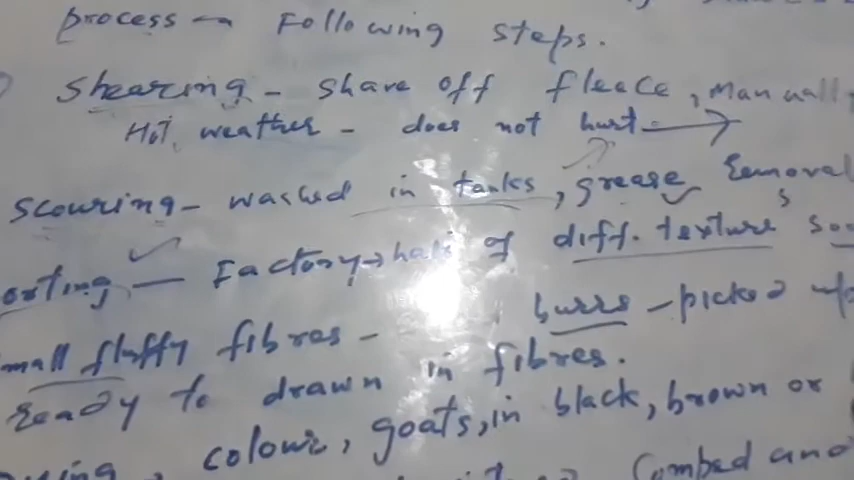 process → Following steps.
Shearing - share off fleece, Manually
Hot weather - does not hurt →
Scouring - washed in tanks, grease removal
orting - Factory → hair of diff. texture
mall fluffy fibres - burrs - picked
Ready to drawn in fibres.
colour, goats, in black, brown or
Combed and